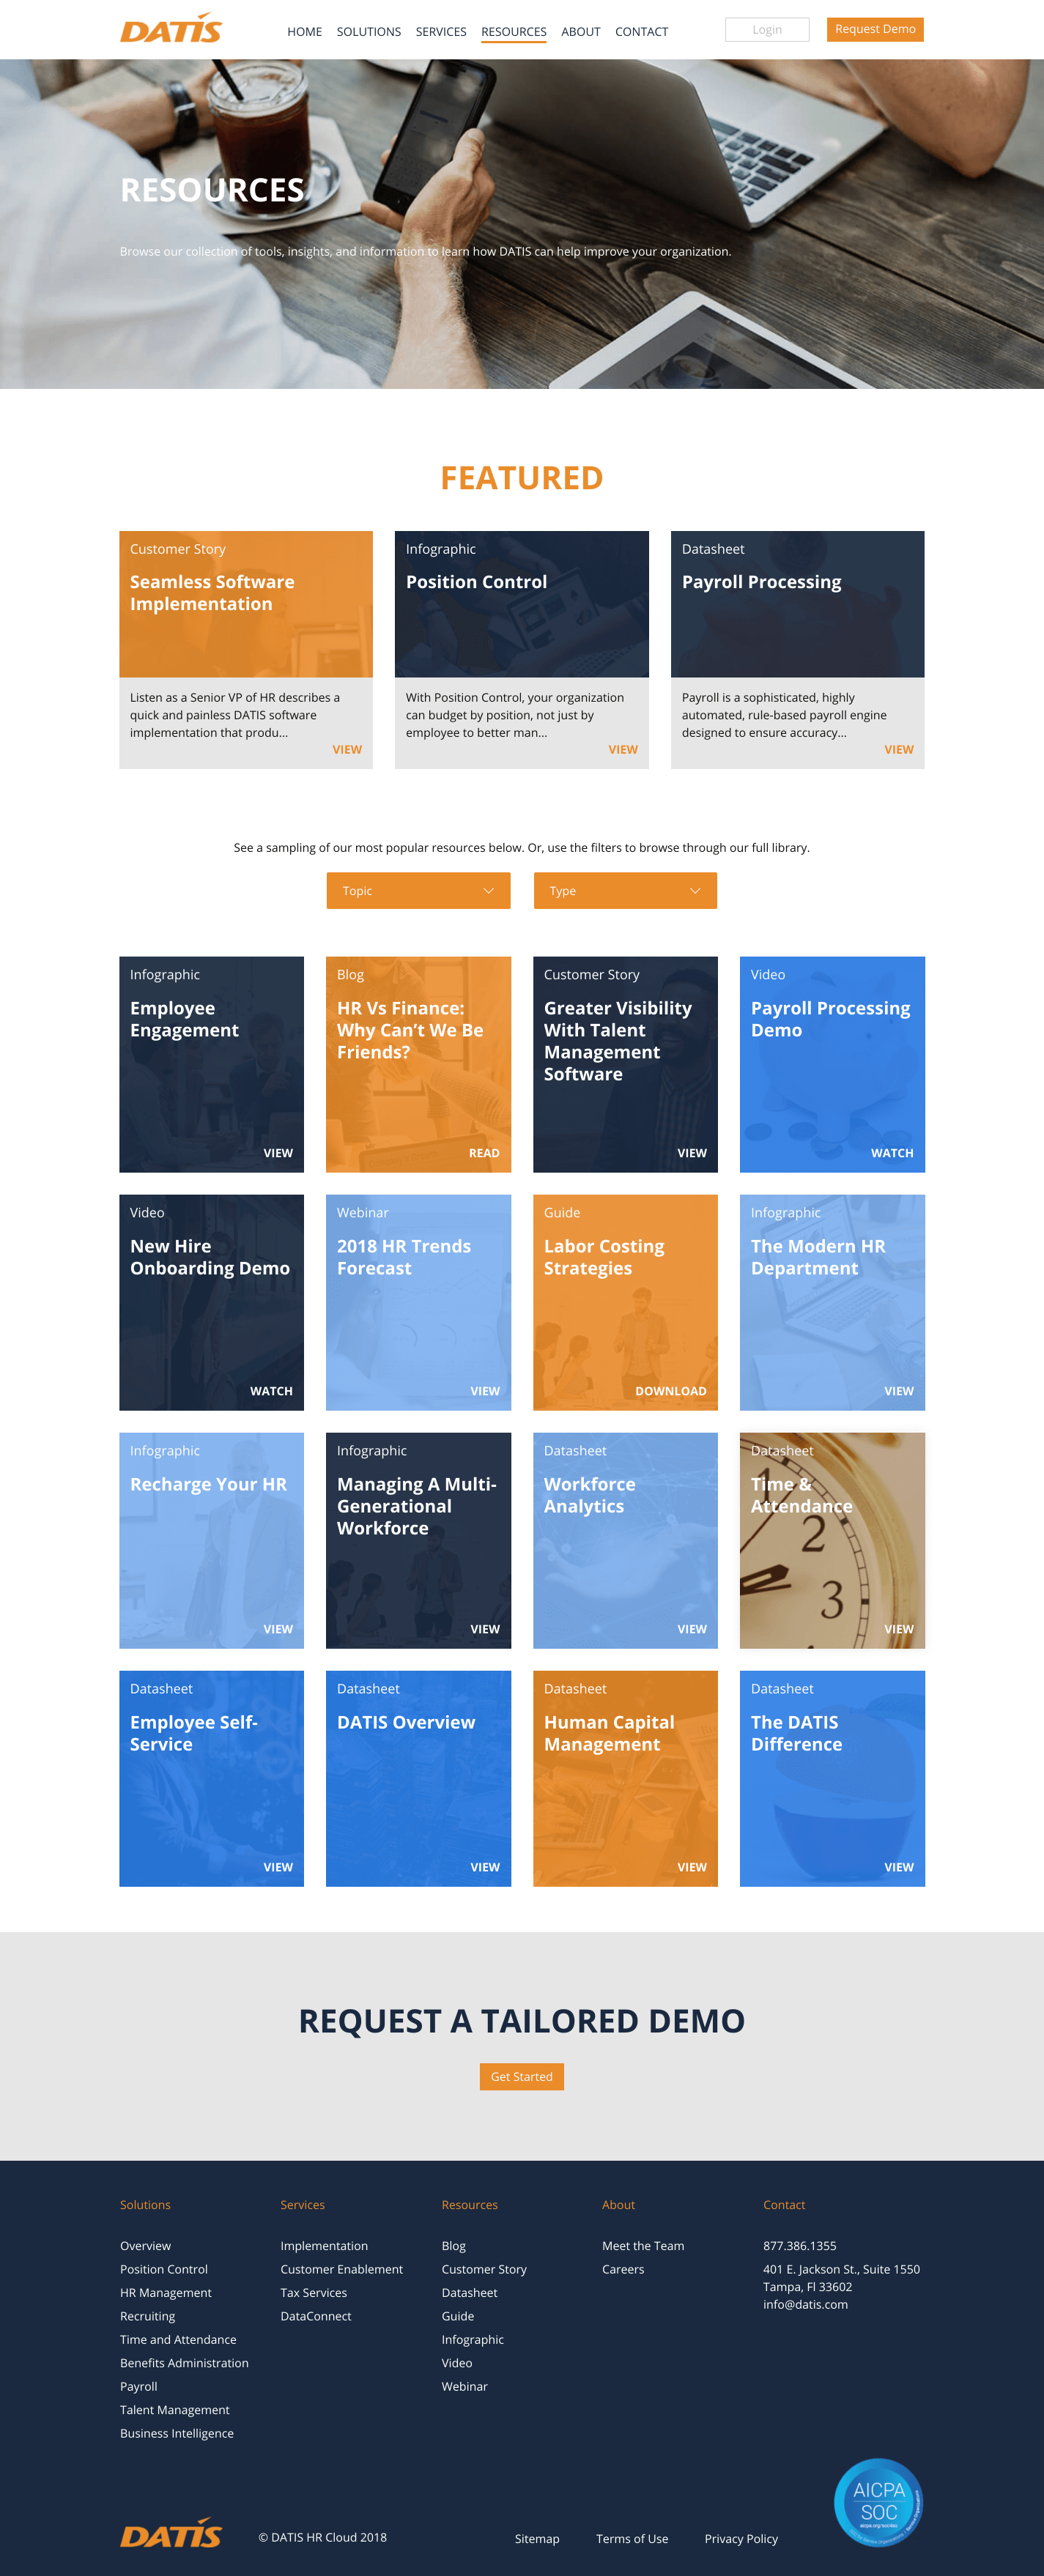 DATIS
HOME SOLUTIONS SERVICES RESOURCES ABOUT CONTACT
Login
Request Demo
RESOURCES
Browse our collection of tools, insights, and information to learn how DATIS can help improve your organization.
FEATURED
Customer Story
Seamless Software
Implementation
Listen as a Senior VP of HR describes a
quick and painless DATIS software
implementation that produ...
VIEW
Infographic
Position Control
With Position Control, your organization
can budget by position, not just by
employee to better man...
VIEW
Datasheet
Payroll Processing
Payroll is a sophisticated, highly
automated, rule-based payroll engine
designed to ensure accuracy...
VIEW
See a sampling of our most popular resources below. Or, use the filters to browse through our full library.
Topic
Type
Infographic
Employee
Engagement
VIEW
Blog
HR Vs Finance:
Why Can't We Be
Friends?
READ
Customer Story
Greater Visibility
With Talent
Management
Software
VIEW
Video
Payroll Processing
Demo
WATCH
Video
New Hire
Onboarding Demo
WATCH
Webinar
2018 HR Trends
Forecast
VIEW
Guide
Labor Costing
Strategies
DOWNLOAD
Infographic
The Modern HR
Department
VIEW
Infographic
Recharge Your HR
VIEW
Infographic
Managing A Multi-
Generational
Workforce
VIEW
Datasheet
Workforce
Analytics
VIEW
Datasheet
Time &
Attendance
2
3
VIEW
Datasheet
Employee Self-
Service
VIEW
Datasheet
DATIS Overview
VIEW
Datasheet
Human Capital
Management
VIEW
Datasheet
The DATIS
Difference
VIEW
REQUEST A TAILORED DEMO
Get Started
Solutions
Overview
Position Control
HR Management
Recruiting
Time and Attendance
Benefits Administration
Payroll
Talent Management
Business Intelligence
Services
Implementation
Customer Enablement
Tax Services
DataConnect
Resources
Blog
Customer Story
Datasheet
Guide
Infographic
Video
Webinar
About
Meet the Team
Careers
Contact
877.386.1355
401 E. Jackson St., Suite 1550
Tampa, Fl 33602
info@datis.com
DATIS
© DATIS HR Cloud 2018
Sitemap
Terms of Use
Privacy Policy
AICPA
SOC